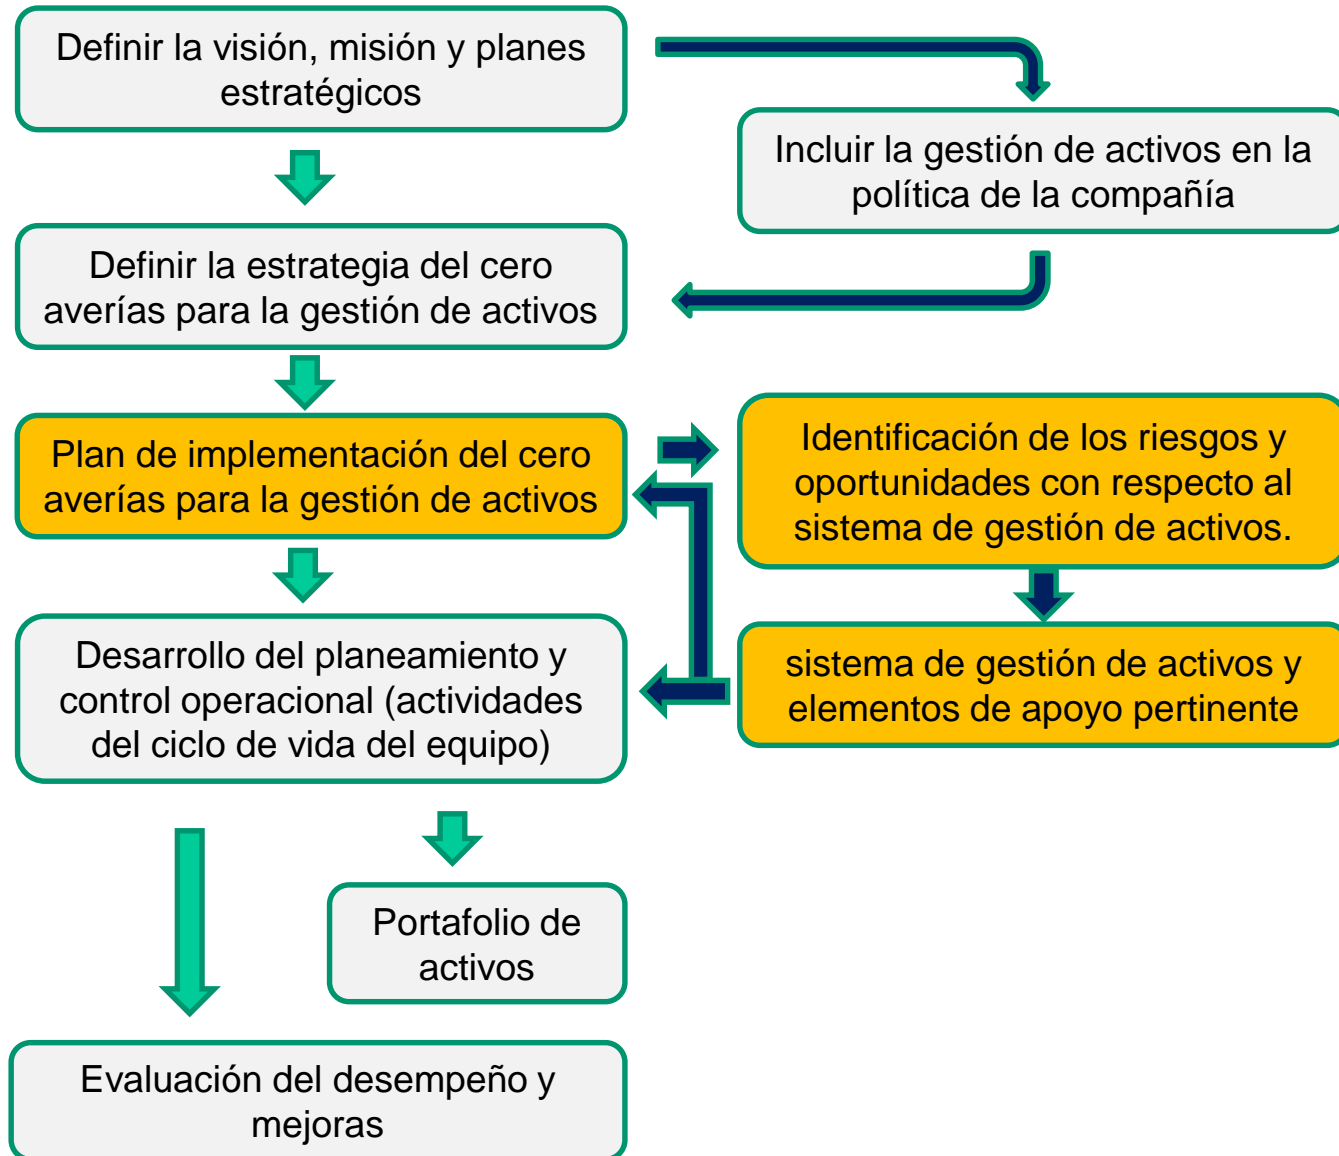 Definir la visión, misión y planes
estratégicos
Incluir la gestión de activos en la
política de la compañía
Definir la estrategia del cero
averías para la gestión de activos
Plan de implementación del cero
averías para la gestión de activos
Identificación de los riesgos y
oportunidades con respecto al
sistema de gestión de activos.
Desarrollo del planeamiento y
control operacional (actividades
del ciclo de vida del equipo)
sistema de gestión de activos y
elementos de apoyo pertinente
Portafolio de
activos
Evaluación del desempeño y
mejoras